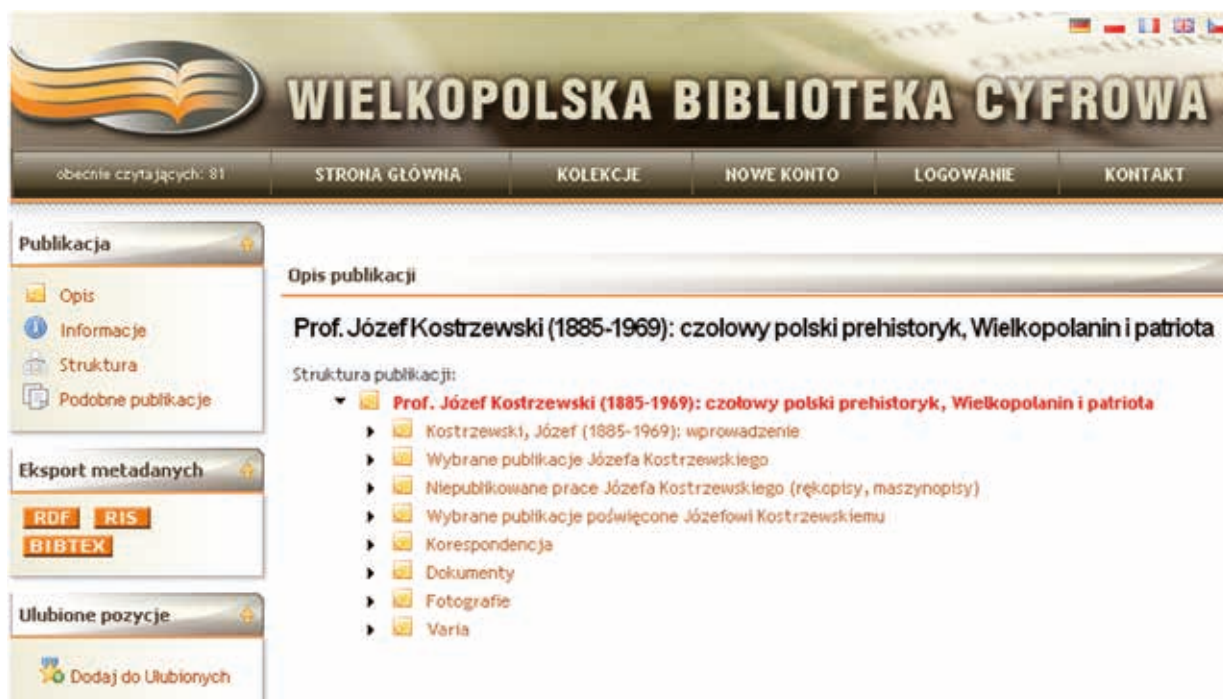 WIELKOPOLSKA BIBLIOTEKA CYFROWA
obecnie czytających: 81
STRONA GŁÓWNA
KOLEKCJE
NOWE KONTO
LOGOWANIE
KONTAKT
Publikacja
Opis
Informacje
Struktura
Podobne publikacje
Eksport metadanych
RDF RIS
BIBTEX
Ulubione pozycje
Dodaj do Ulubionych
Opis publikacji
Prof. Józef Kostrzewski (1885-1969): czolowy polski prehistoryk, Wielkopolanin i patriota
Struktura publikacji:
Prof. Józef Kostrzewski (1885-1969): czołowy polski prehistoryk, Wielkopolanin i patriota
Kostrzewski, Józef (1885-1969): wprowadzenie
Wybrane publikacje Józefa Kostrzewskiego
Niepublikowane prace Józefa Kostrzewskiego (rękopisy, maszynopisy)
Wybrane publikacje poświęcone Józefowi Kostrzewskiemu
Korespondencja
Dokumenty
Fotografie
Varia